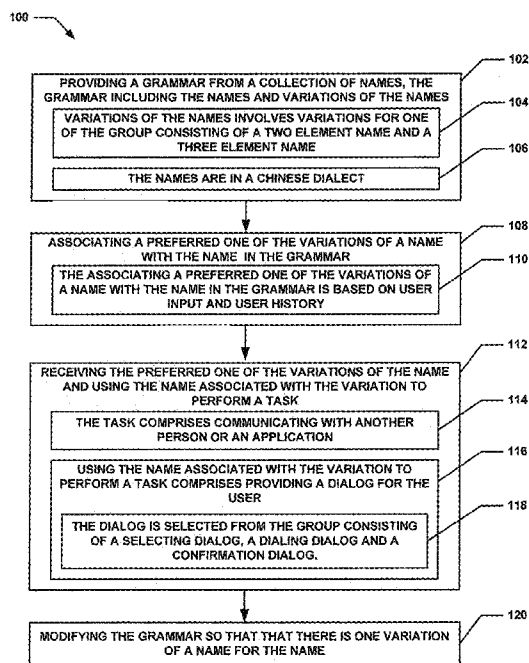 100
102
PROVIDING A GRAMMAR FROM A COLLECTION OF NAMES, THE
GRAMMAR INCLUDING THE NAMES AND VARIATIONS OF THE NAMES
104
VARIATIONS OF THE NAMES INVOLVES VARIATIONS FOR
ONE OF THE GROUP CONSISTING OF A TWO ELEMENT NAME AND A
THREE ELEMENT NAME
106
THE NAMES ARE IN A CHINESE DIALECT
108
ASSOCIATING A PREFERRED ONE OF THE VARIATIONS OF A NAME
WITH THE NAME IN THE GRAMMAR
110
THE ASSOCIATING A PREFERRED ONE OF THE VARIATIONS OF
A NAME WITH THE NAME IN THE GRAMMAR IS BASED ON USER
INPUT AND USER HISTORY
112
RECEIVING THE PREFERRED ONE OF THE VARIATIONS OF THE NAME
AND USING THE NAME ASSOCIATED WITH THE VARIATION TO
PERFORM A TASK
114
THE TASK COMPRISES COMMUNICATING WITH ANOTHER
PERSON OR AN APPLICATION
116
USING THE NAME ASSOCIATED WITH THE VARIATION TO
PERFORM A TASK COMPRISES PROVIDING A DIALOG FOR THE
USER
118
THE DIALOG IS SELECTED FROM THE GROUP CONSISTING
OF A SELECTING DIALOG, A DIALING DIALOG AND A
CONFIRMATION DIALOG.
120
MODIFYING THE GRAMMAR SO THAT THAT THERE IS ONE VARIATION
OF A NAME FOR THE NAME